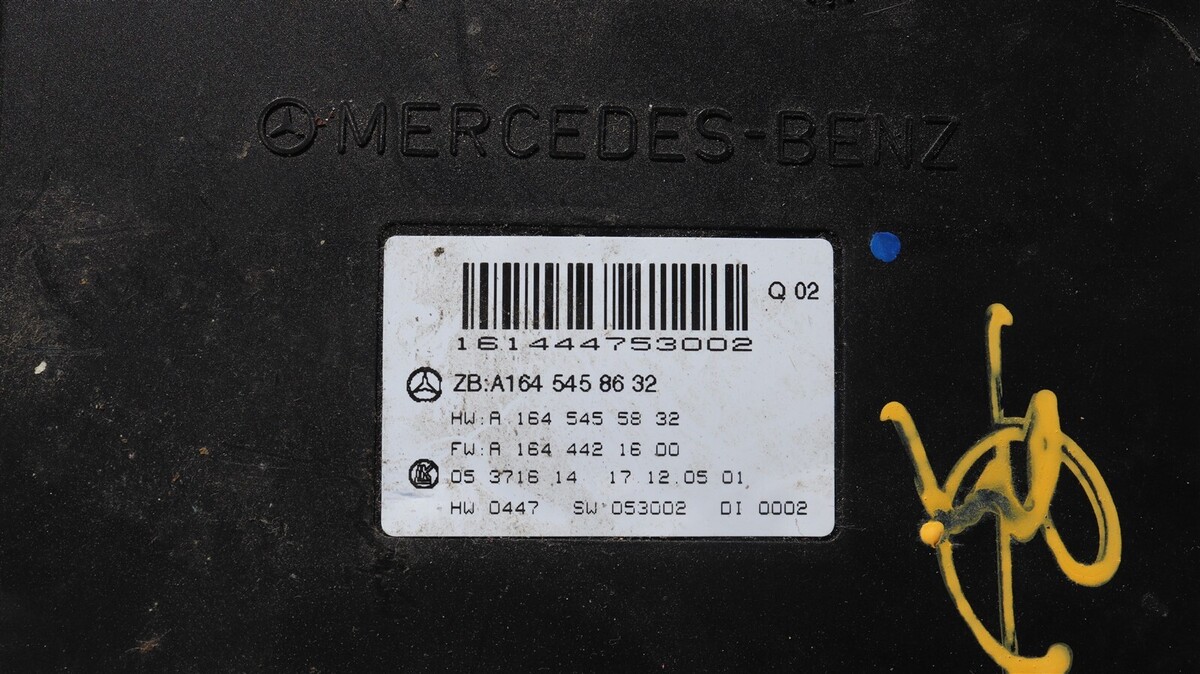 MERCEDES-BENZ
Q 02
161444753002
ZB:A164 545 86 32
HW:A 164 545 58 32
FW:A 164 442 16 00
05 3716 14 17.12.05 01
HW 0447 SW 053002 DI 0002